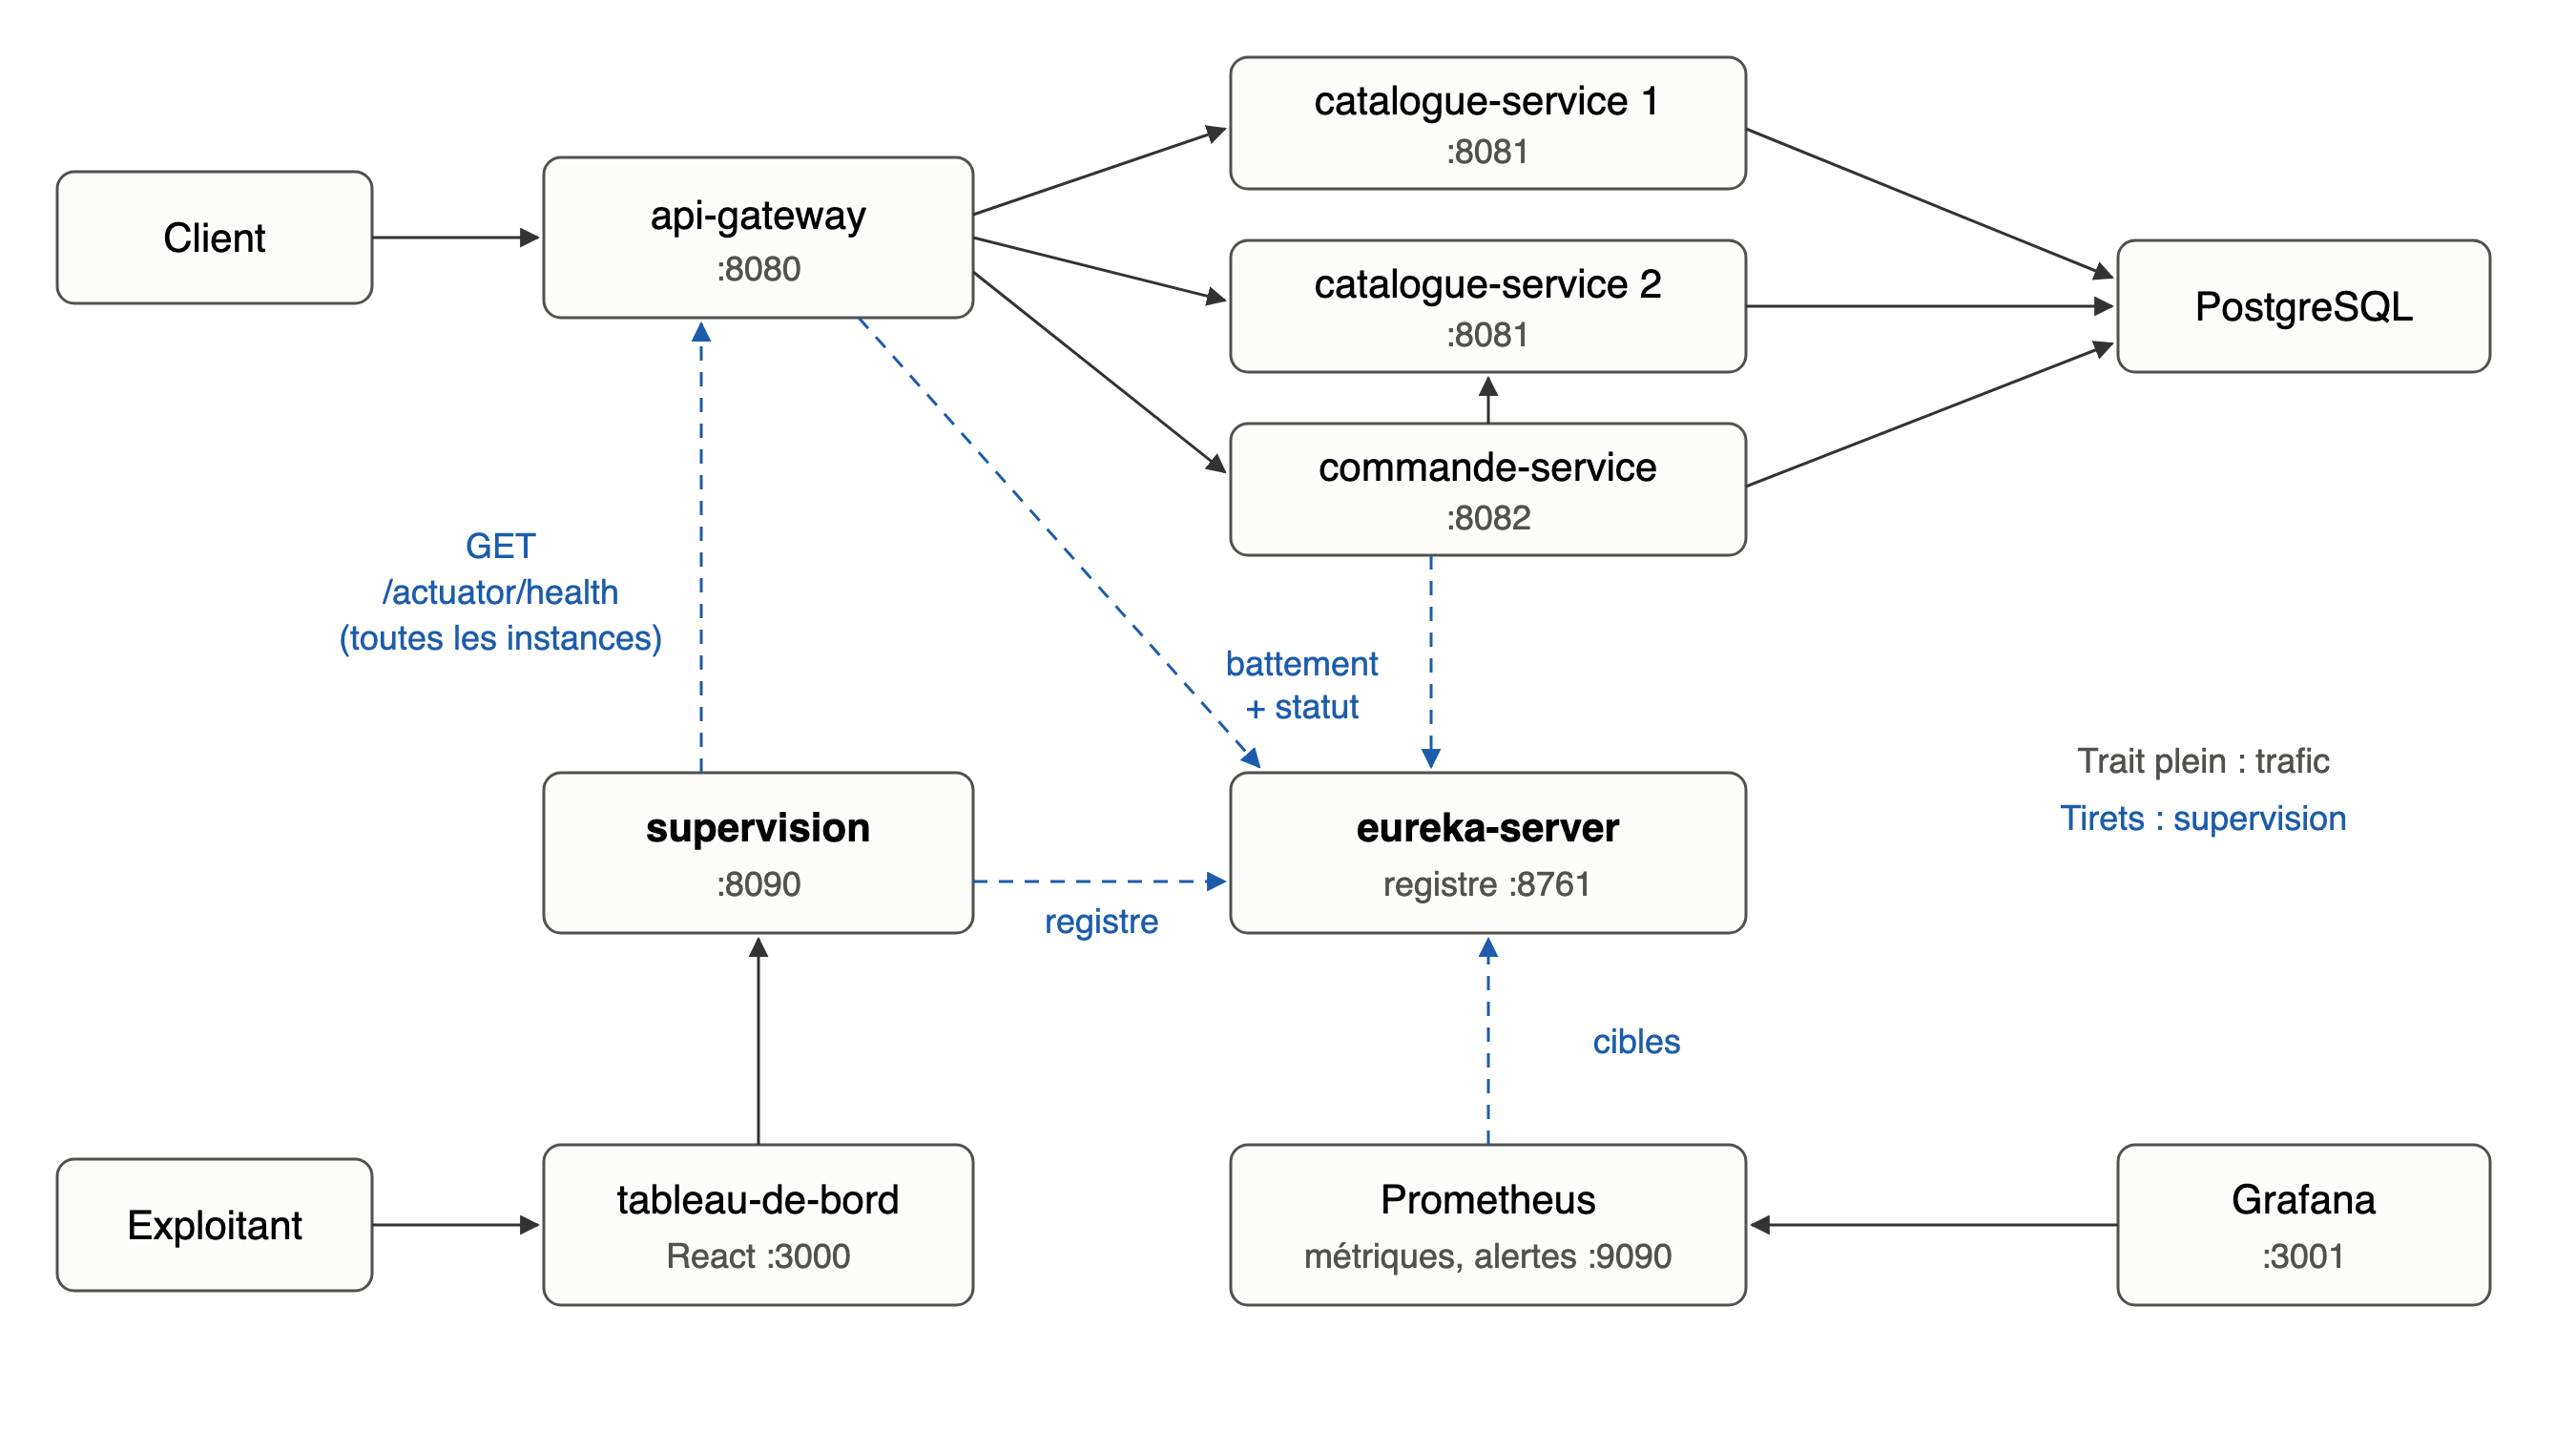 catalogue-service 1
:8081
Client
api-gateway
:8080
catalogue-service 2
:8081
PostgreSQL
commande-service
:8082
GET
/actuator/health
(toutes les instances)
battement
+ statut
Trait plein : trafic
Tirets : supervision
supervision
:8090
registre
eureka-server
registre :8761
cibles
Exploitant
tableau-de-bord
React :3000
Prometheus
métriques, alertes :9090
Grafana
:3001